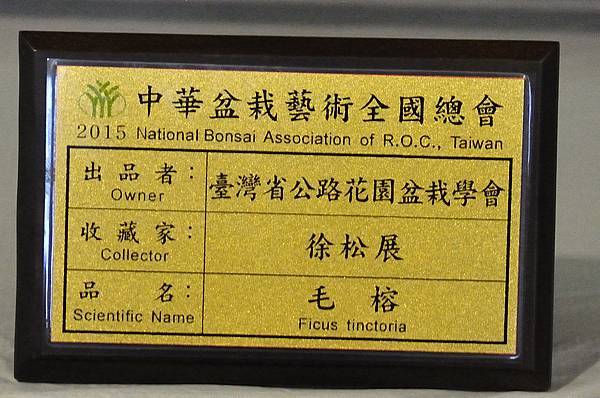 中華盆栽藝術全國總會
2015 National Bonsai Association of R.O.C., Taiwan
出品者： 臺灣省公路花園盆栽學會
Owner
收藏家： 徐松展
Collector
品名： 毛榕
Scientific Name Ficus tinctoria